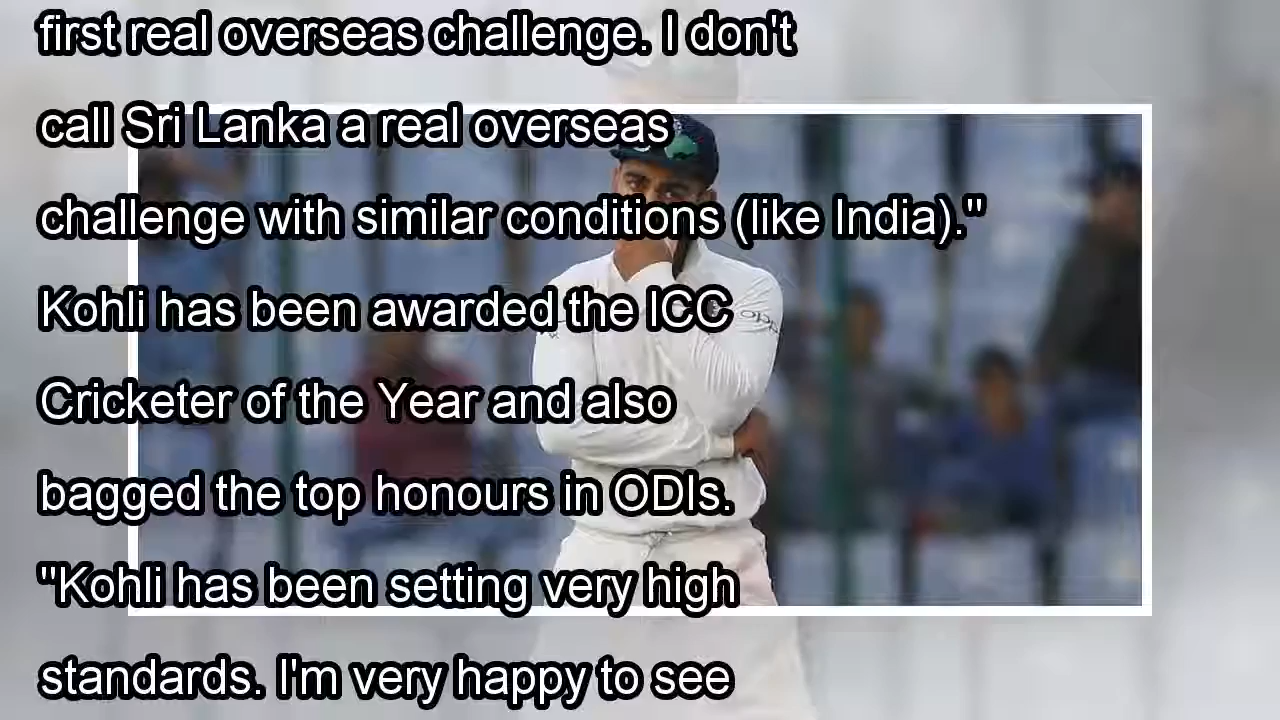 first real overseas challenge. I don't
call Sri Lanka a real overseas
challenge with similar conditions (like India)."
Kohli has been awarded the ICC
Cricketer of the Year and also
bagged the top honours in ODIs.
"Kohli has been setting very high
standards. I'm very happy to see